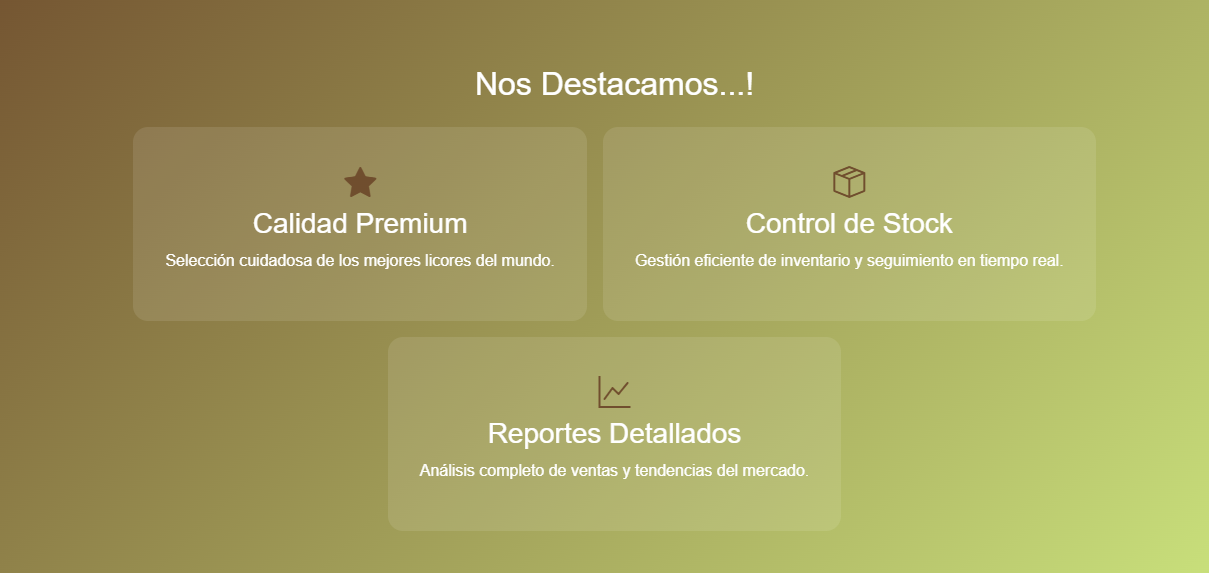 Nos Destacamos...!
Calidad Premium
Selección cuidadosa de los mejores licores del mundo.
Control de Stock
Gestión eficiente de inventario y seguimiento en tiempo real.
Reportes Detallados
Análisis completo de ventas y tendencias del mercado.